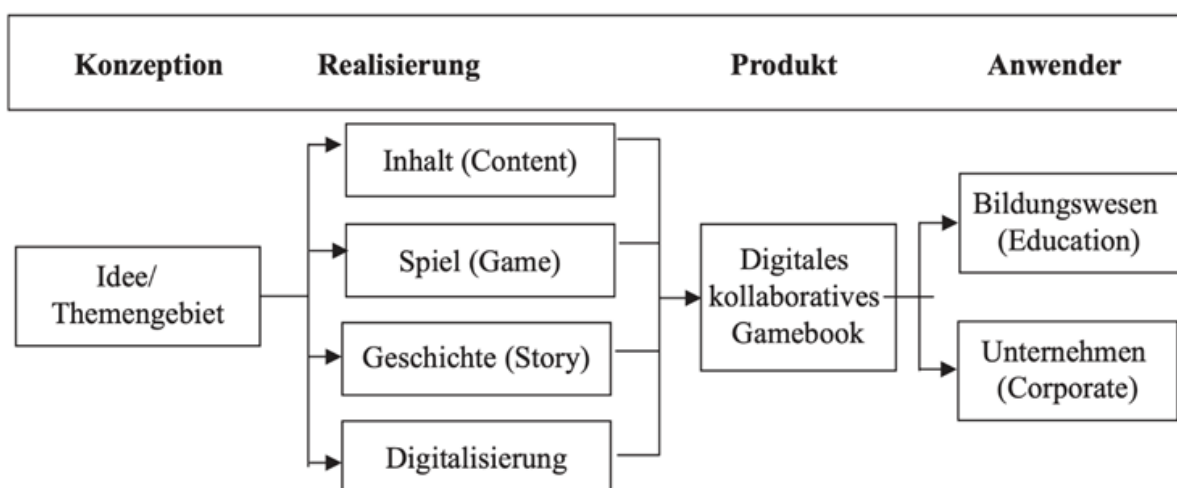 Konzeption Realisierung Produkt Anwender
Inhalt (Content)
Spiel (Game)
Geschichte (Story)
Digitalisierung
Idee/
Themengebiet
Digitales
kollaboratives
Gamebook
Bildungswesen
(Education)
Unternehmen
(Corporate)